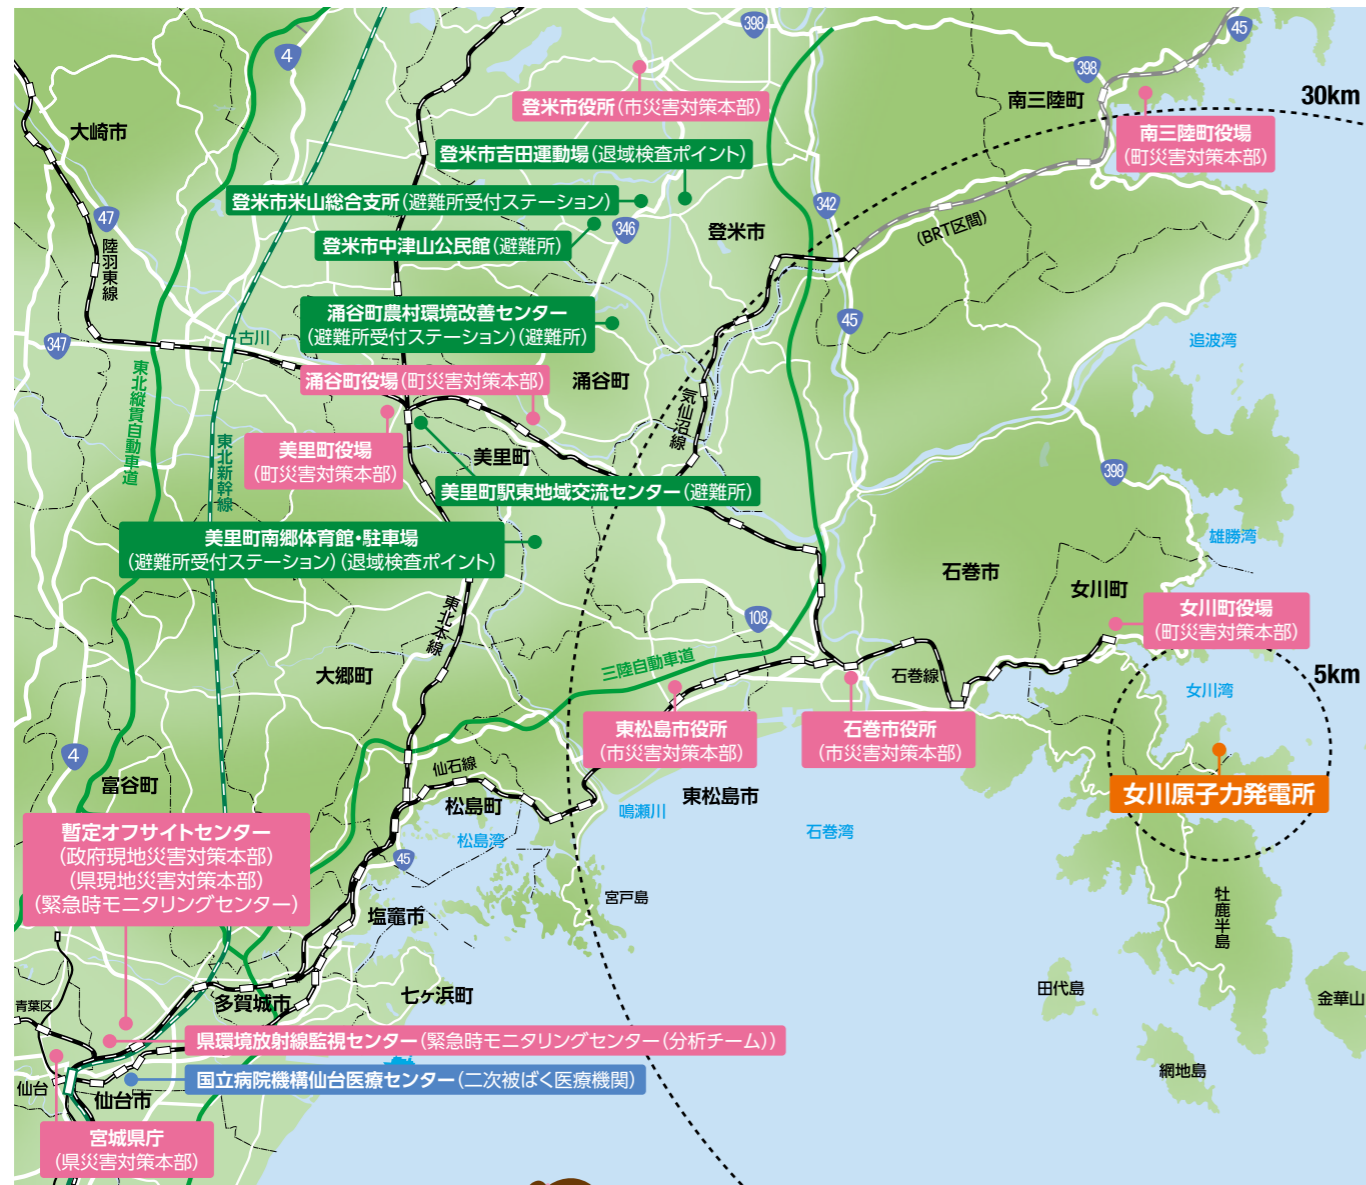 398
45
4
398
30km
南三陸町
登米市役所(市災害対策本部)
大崎市
南三陸町役場
(町災害対策本部)
登米市吉田運動場(退域検査ポイント)
登米市米山総合支所(避難所受付ステーション)
342
47
346
登米市
(BRT区間)
登米市中津山公民館(避難所)
陸羽東線
涌谷町農村環境改善センター
(避難所受付ステーション)(避難所)
45
古川
347
追波湾
涌谷町役場(町災害対策本部)
涌谷町
東北縦貫自動車道
気仙沼線
美里町役場
(町災害対策本部)
東北新幹線
美里町
398
美里町駅東地域交流センター(避難所)
美里町南郷体育館・駐車場
(避難所受付ステーション)(退域検査ポイント)
雄勝湾
石巻市
女川町
東北本線
108
女川町役場
(町災害対策本部)
三陸自動車道
大郷町
石巻線
5km
女川湾
東松島市役所
(市災害対策本部)
石巻市役所
(市災害対策本部)
4
仙石線
富谷町
松島町
東松島市
女川原子力発電所
鳴瀬川
石巻湾
松島湾
暫定オフサイトセンター
(政府現地災害対策本部)
(県現地災害対策本部)
(緊急時モニタリングセンター)
45
宮戸島
塩竈市
牡鹿半島
田代島
七ヶ浜町
金華山
多賀城市
青葉区
県環境放射線監視センター(緊急時モニタリングセンター(分析チーム))
網地島
国立病院機構仙台医療センター(二次被ばく医療機関)
仙台
仙台市
宮城県庁
(県災害対策本部)